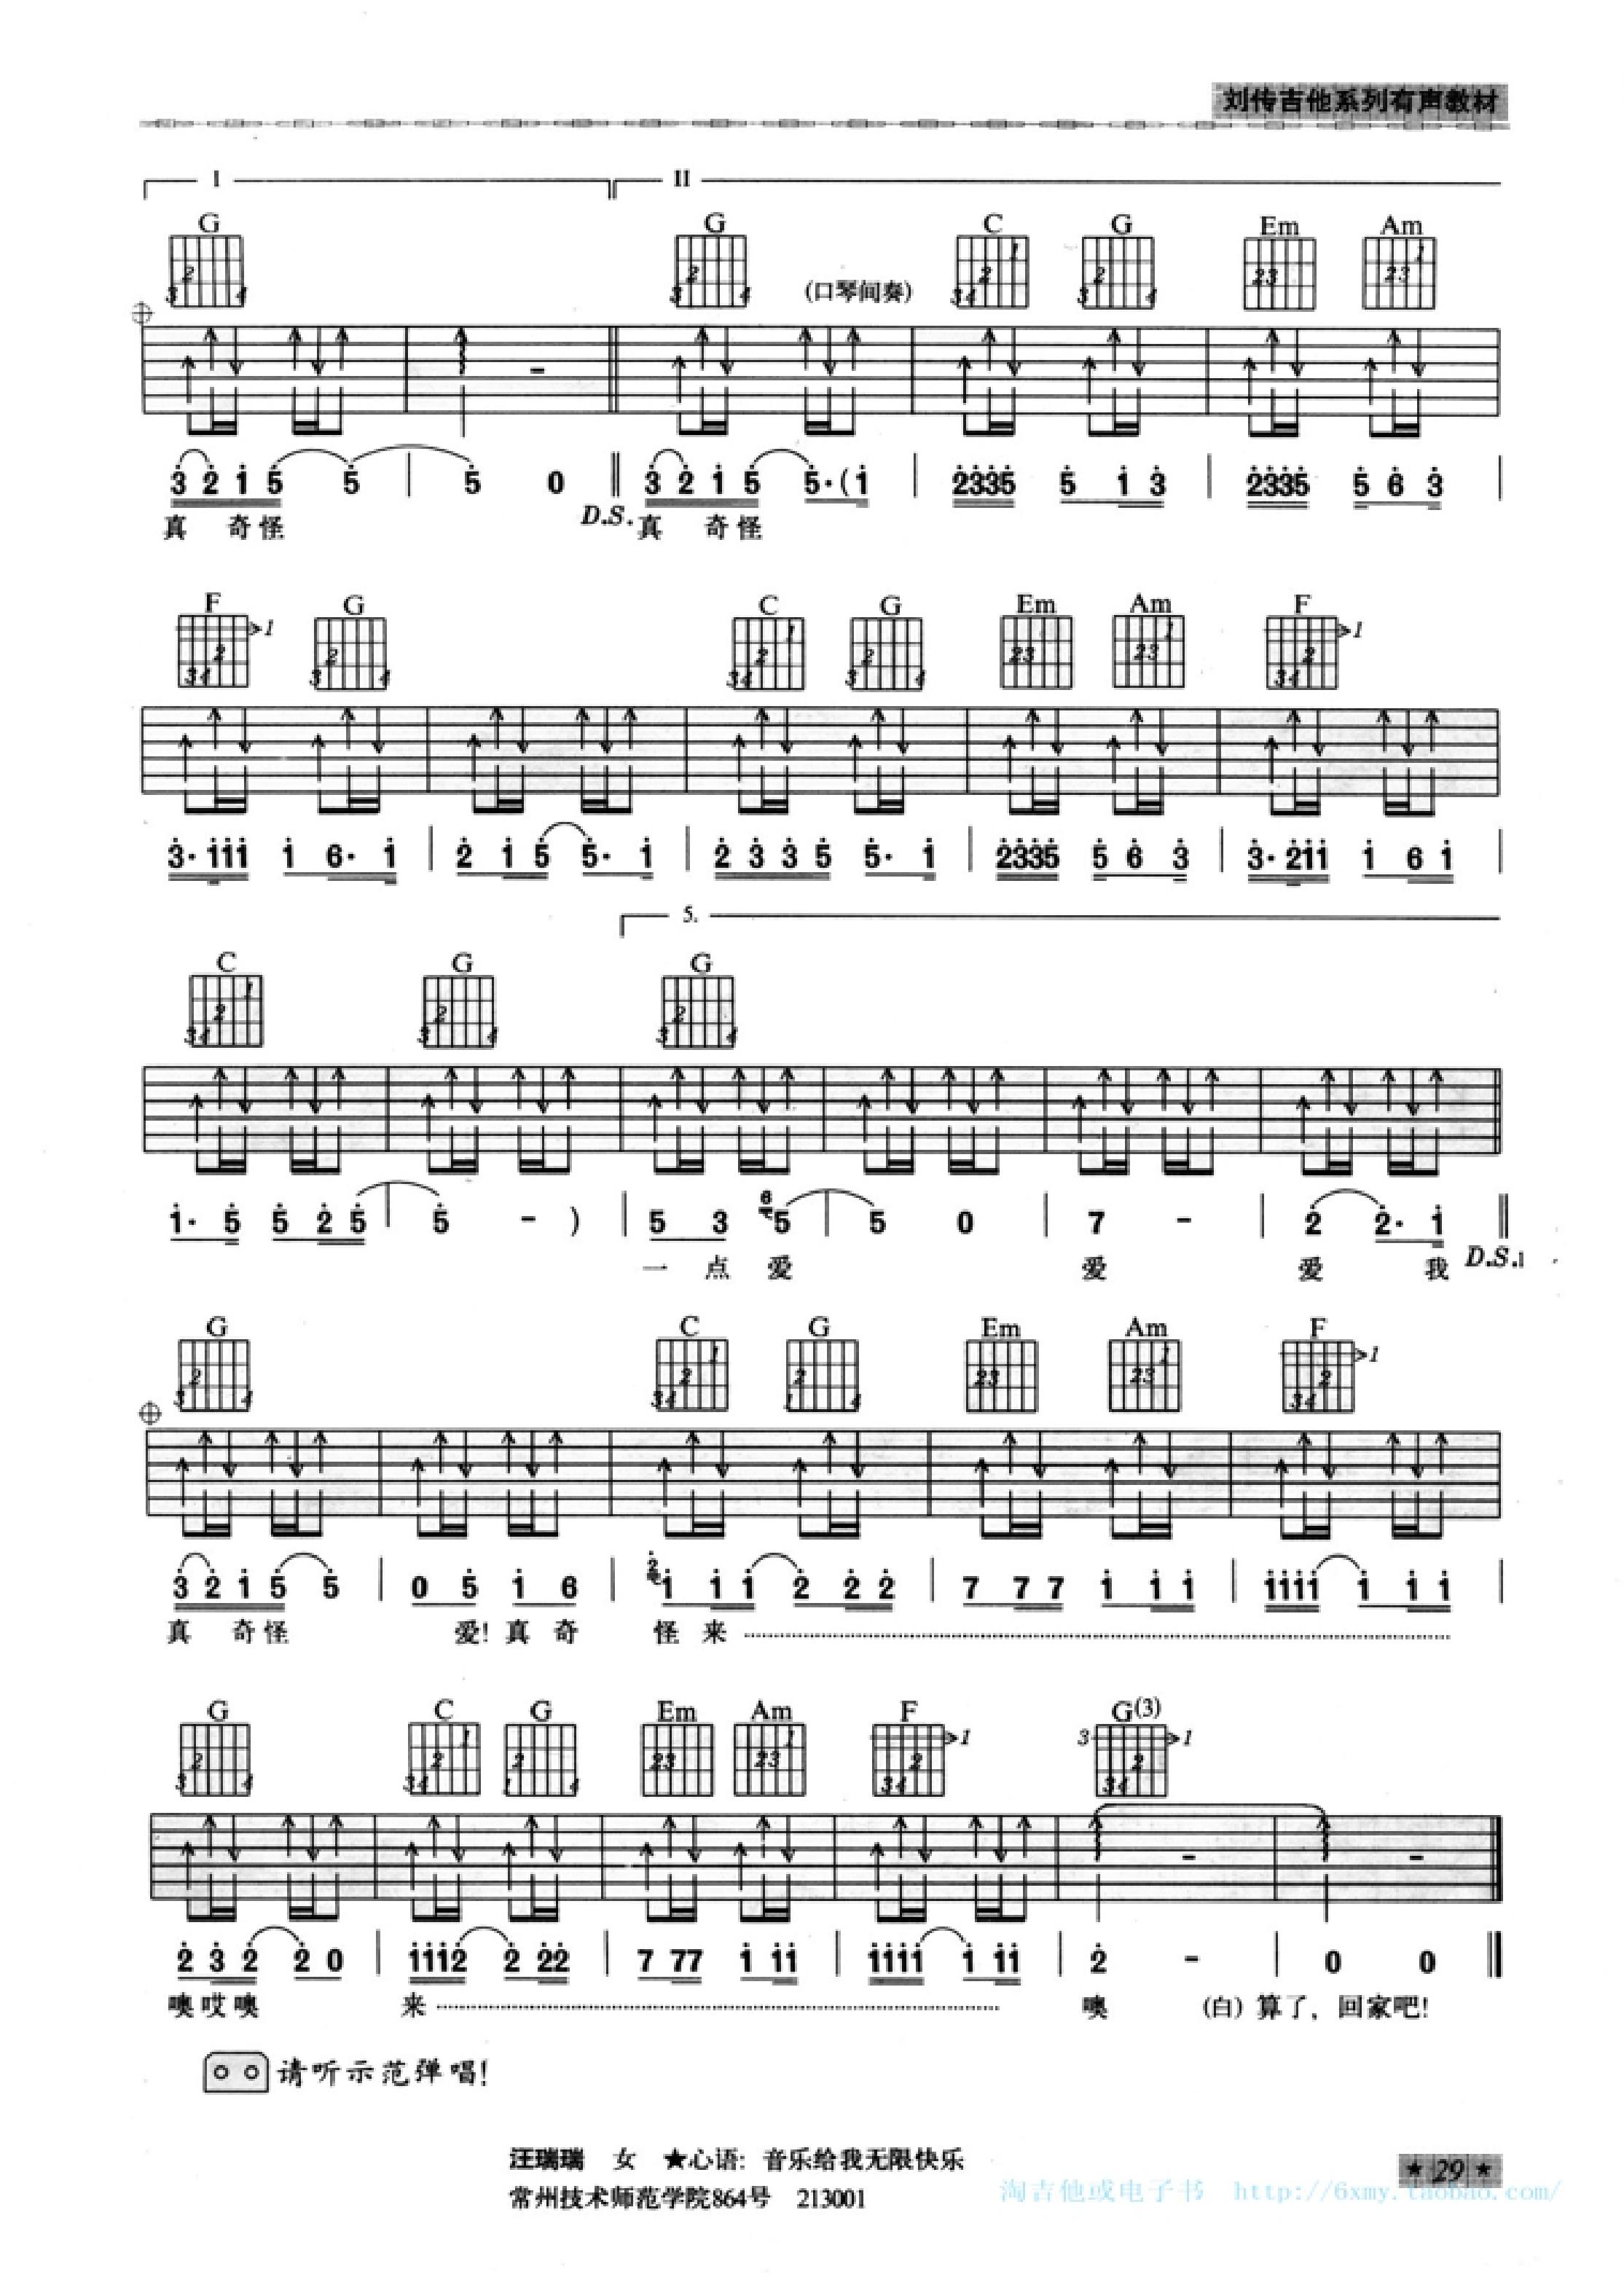 刘传吉他系列有声教材
I II
G G C G Em Am
(口琴间奏)
3 2 1 5 5 | 5 0 ‖ 3 2 1 5 5·(1 | 2335 5 1 3 | 2335 5 6 3 |
真 奇怪 D.S. 真 奇怪
F G C G Em Am F
3·111 1 6· 1 | 2 1 5 5· 1 | 2 3 3 5 5· 1 | 2335 5 6 3 | 3·211 1 6 1 |
5.
C G G
1· 5 5 2 5 | 5 - ) | 5 3 6 5 | 5 0 | 7 - | 2 2· 1 ‖
一 点 爱 爱 爱 我 D.S.1
G C G Em Am F
3 2 1 5 5 | 0 5 1 6 | 2 1 1 1 2 2 2 | 7 7 7 1 1 1 | 1111 1 1 1 |
真 奇怪 爱! 真 奇 怪 来
G C G Em Am F G(3)
2 3 2 2 0 | 1112 2 22 | 7 77 1 11 | 1111 1 11 | 2 - | 0 0 ‖
噢哎噢 来 噢 (白) 算了, 回家吧!
请听示范弹唱!
汪瑞瑞 女 ★心语: 音乐给我无限快乐
常州技术师范学院864号 213001
★ 29 ★
淘吉他或电子书 http://6xmy.taobao.com/